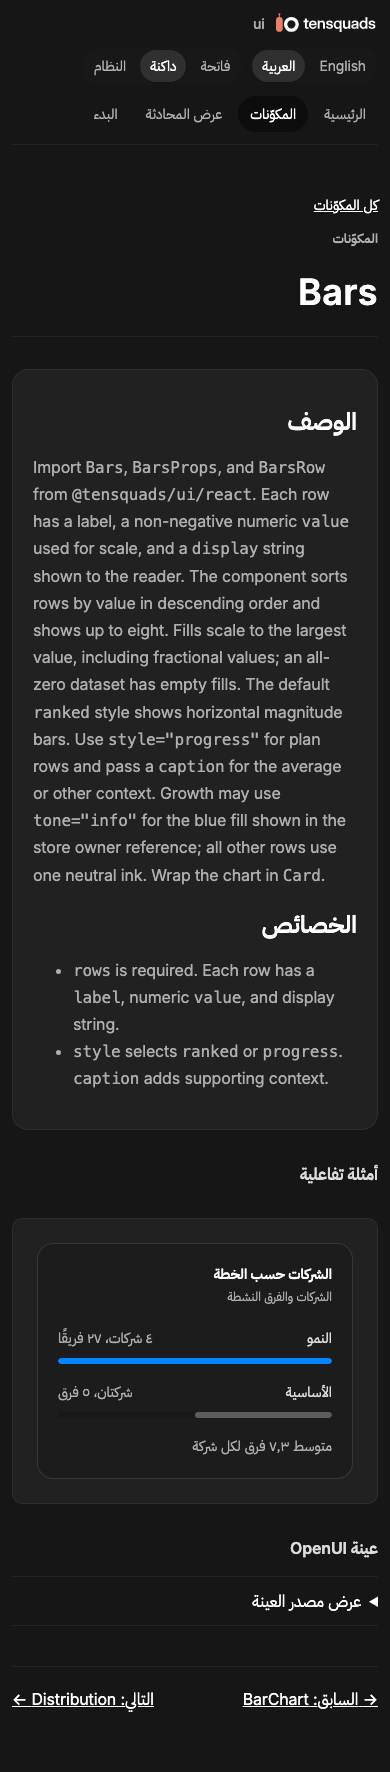 tensquads ui
English العربية فاتحة داكنة النظام
الرئيسية المكوّنات عرض المحادثة البدء
كل المكوّنات
المكوّنات
Bars
الوصف
Import Bars, BarsProps, and BarsRow
from @tensquads/ui/react. Each row
has a label, a non-negative numeric value
used for scale, and a display string
shown to the reader. The component sorts
rows by value in descending order and
shows up to eight. Fills scale to the largest
value, including fractional values; an all-
zero dataset has empty fills. The default
ranked style shows horizontal magnitude
bars. Use style="progress" for plan
rows and pass a caption for the average
or other context. Growth may use
tone="info" for the blue fill shown in the
store owner reference; all other rows use
one neutral ink. Wrap the chart in Card.
الخصائص
• rows is required. Each row has a
label, numeric value, and display
string.
• style selects ranked or progress.
caption adds supporting context.
أمثلة تفاعلية
الشركات حسب الخطة
الشركات والفرق النشطة
النمو ٤ شركات، ٢٧ فريقًا
الأساسية شركتان، ٥ فرق
متوسط ٧٫٣ فرق لكل شركة
عينة OpenUI
◀ عرض مصدر العينة
→ السابق: BarChart التالي: Distribution ←